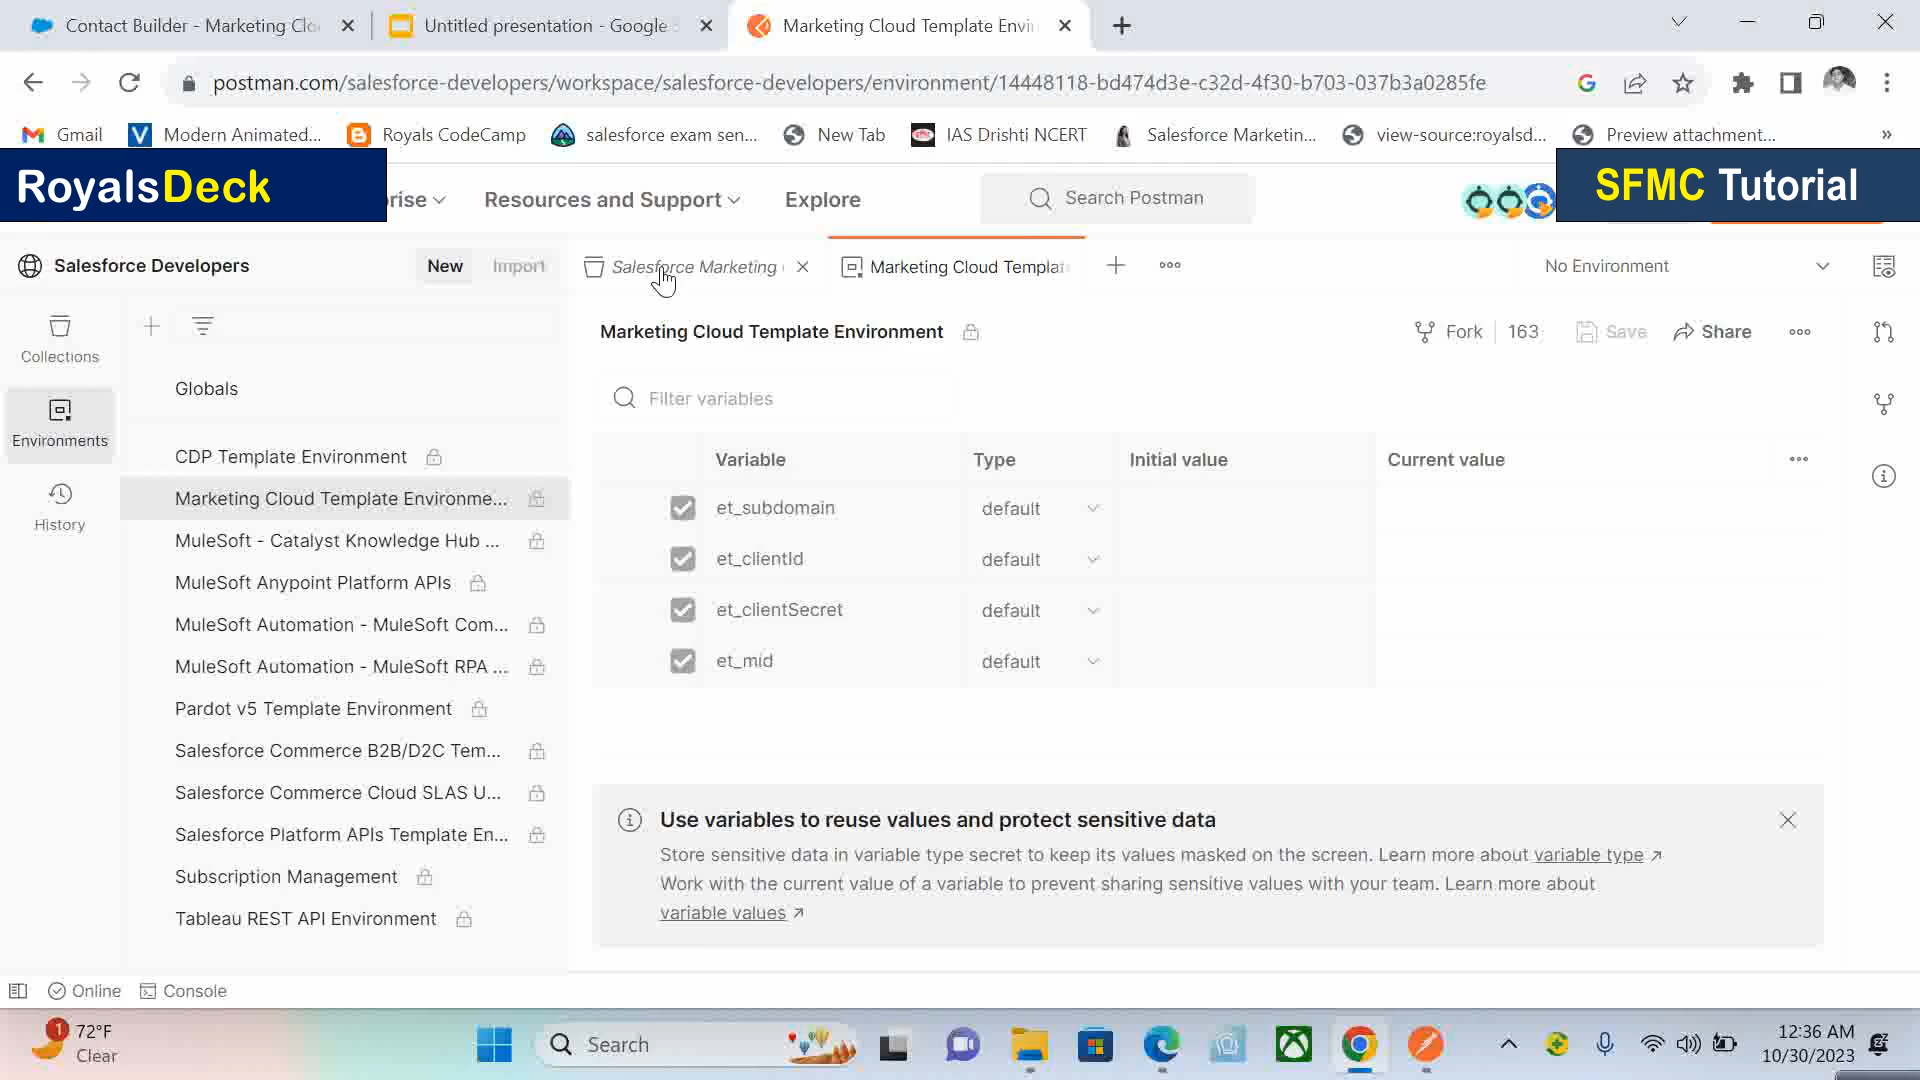 Contact Builder - Marketing Clo
Untitled presentation - Google S
Marketing Cloud Template Envir
postman.com/salesforce-developers/workspace/salesforce-developers/environment/14448118-bd474d3e-c32d-4f30-b703-037b3a0285fe
Gmail
Modern Animated...
Royals CodeCamp
salesforce exam sen...
New Tab
IAS Drishti NCERT
Salesforce Marketin...
view-source:royalsd...
Preview attachment...
»
RoyalsDeck
rise
Resources and Support
Explore
Search Postman
SFMC Tutorial
Salesforce Developers
New
Import
Salesforce Marketing
Marketing Cloud Templat
No Environment
Collections
Environments
History
Globals
CDP Template Environment
Marketing Cloud Template Environme...
MuleSoft - Catalyst Knowledge Hub ...
MuleSoft Anypoint Platform APIs
MuleSoft Automation - MuleSoft Com...
MuleSoft Automation - MuleSoft RPA ...
Pardot v5 Template Environment
Salesforce Commerce B2B/D2C Tem...
Salesforce Commerce Cloud SLAS U...
Salesforce Platform APIs Template En...
Subscription Management
Tableau REST API Environment
Marketing Cloud Template Environment
Fork
163
Save
Share
Filter variables
Variable
Type
Initial value
Current value
et_subdomain
default
et_clientId
default
et_clientSecret
default
et_mid
default
Use variables to reuse values and protect sensitive data
Store sensitive data in variable type secret to keep its values masked on the screen. Learn more about variable type ↗
Work with the current value of a variable to prevent sharing sensitive values with your team. Learn more about
variable values ↗
Online
Console
1
72°F
Clear
Search
12:36 AM
10/30/2023